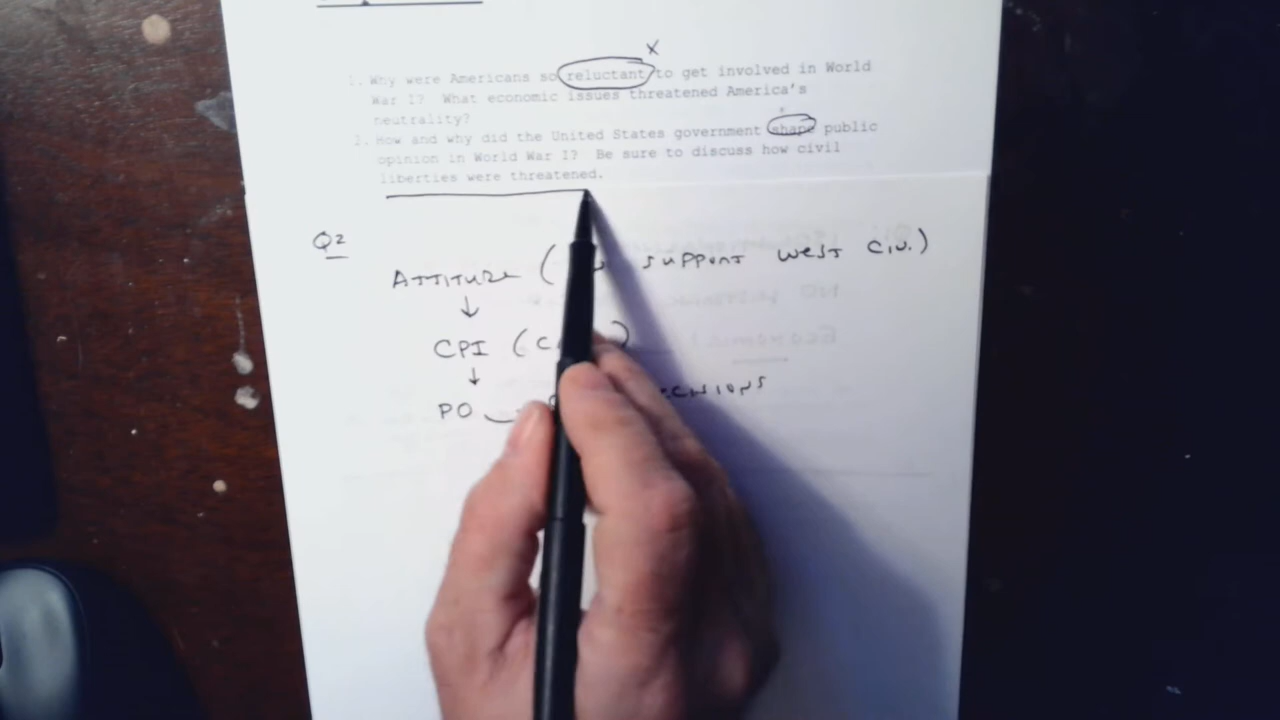 x
1. Why were Americans so reluctant to get involved in World
War I? What economic issues threatened America's
neutrality?
x
2. How and why did the United States government shape public
opinion in World War I? Be sure to discuss how civil
liberties were threatened.
Q2
ATTITUDE ( support west civ.)
↓
CPI (C )
↓
PO